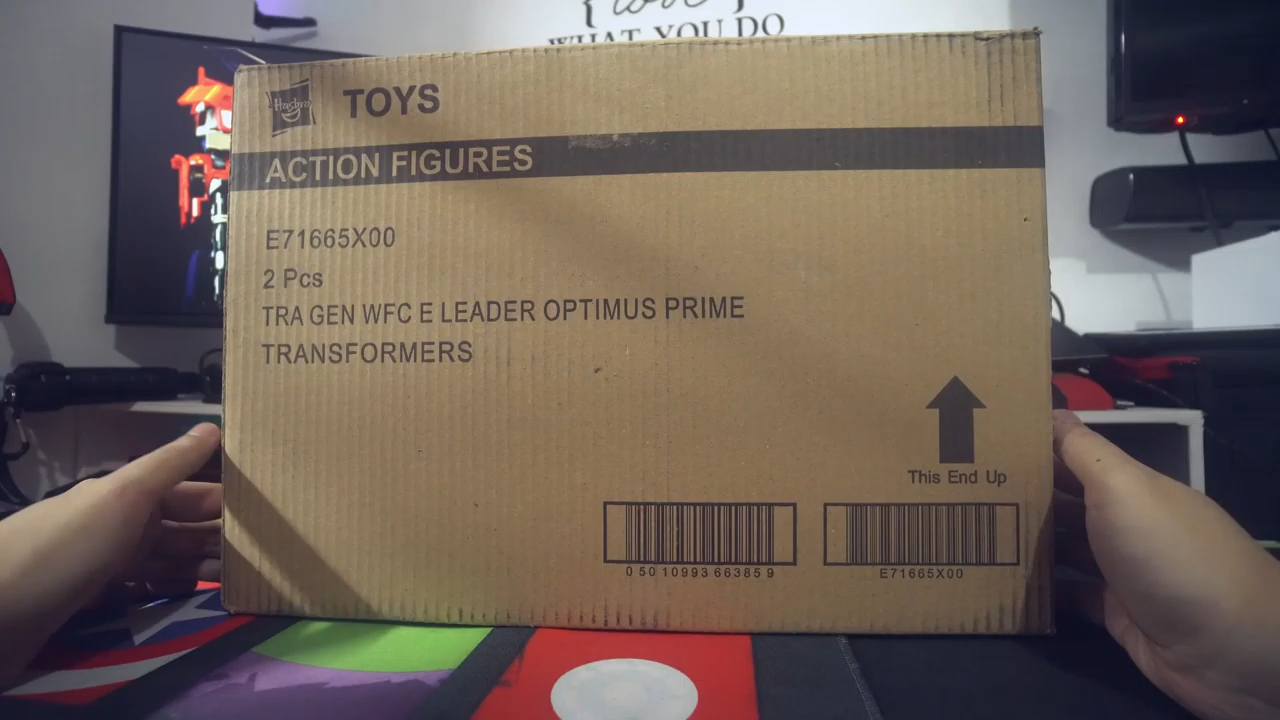 WHAT YOU DO
Hasbro
TOYS
ACTION FIGURES
E71665X00
2 Pcs
TRA GEN WFC E LEADER OPTIMUS PRIME
TRANSFORMERS
This End Up
0 50 10993 66385 9
E71665X00